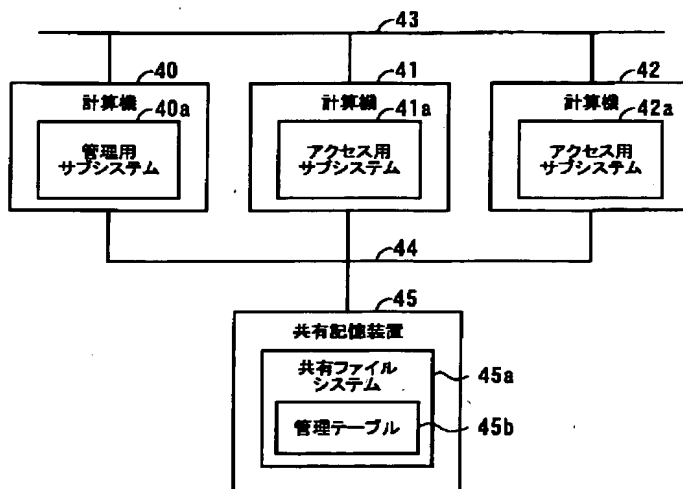 43
40
41
42
計算機
計算機
計算機
40a
41a
42a
管理用
サブシステム
アクセス用
サブシステム
アクセス用
サブシステム
44
45
共有記憶装置
共有ファイル
システム
45a
管理テーブル
45b